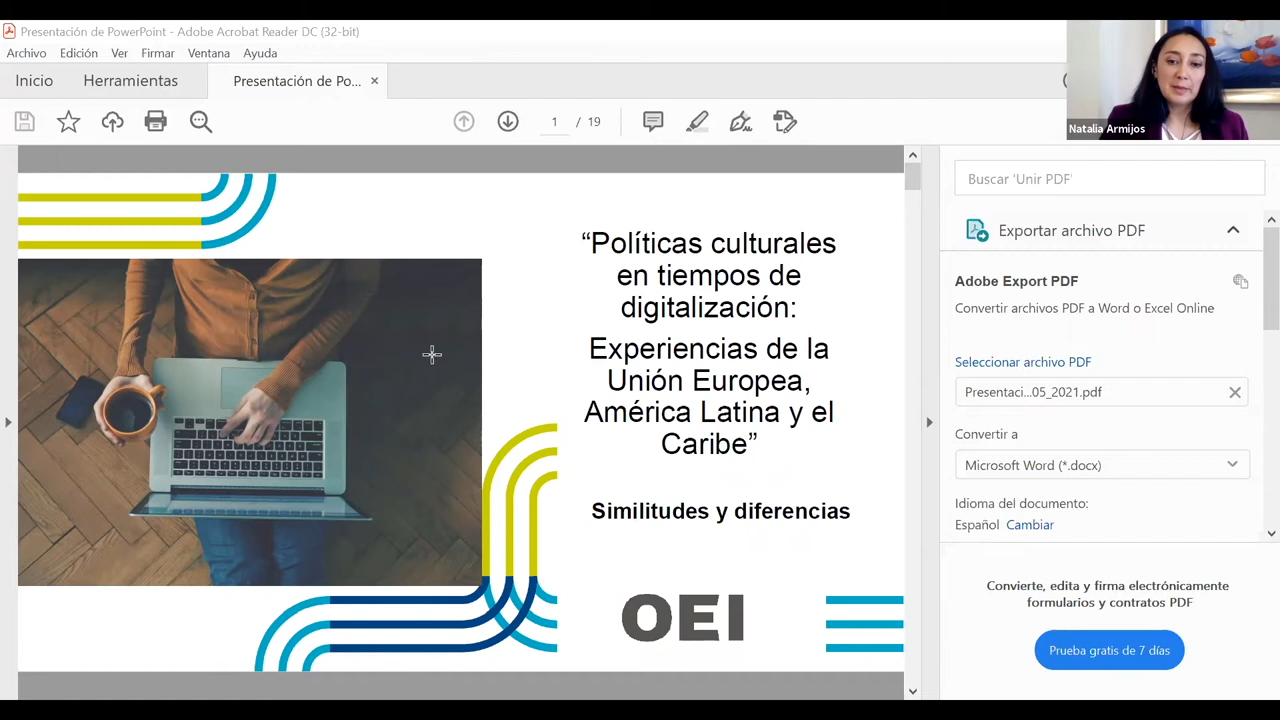 Presentación de PowerPoint - Adobe Acrobat Reader DC (32-bit)
Archivo Edición Ver Firmar Ventana Ayuda
Inicio Herramientas Presentación de Po... ×
1 / 19
Natalia Armijos
“Políticas culturales
en tiempos de
digitalización:
Experiencias de la
Unión Europea,
América Latina y el
Caribe”
Similitudes y diferencias
OEI
Buscar 'Unir PDF'
Exportar archivo PDF
Adobe Export PDF
Convertir archivos PDF a Word o Excel Online
Seleccionar archivo PDF
Presentaci...05_2021.pdf
Convertir a
Microsoft Word (*.docx)
Idioma del documento:
Español Cambiar
Convierte, edita y firma electrónicamente
formularios y contratos PDF
Prueba gratis de 7 días